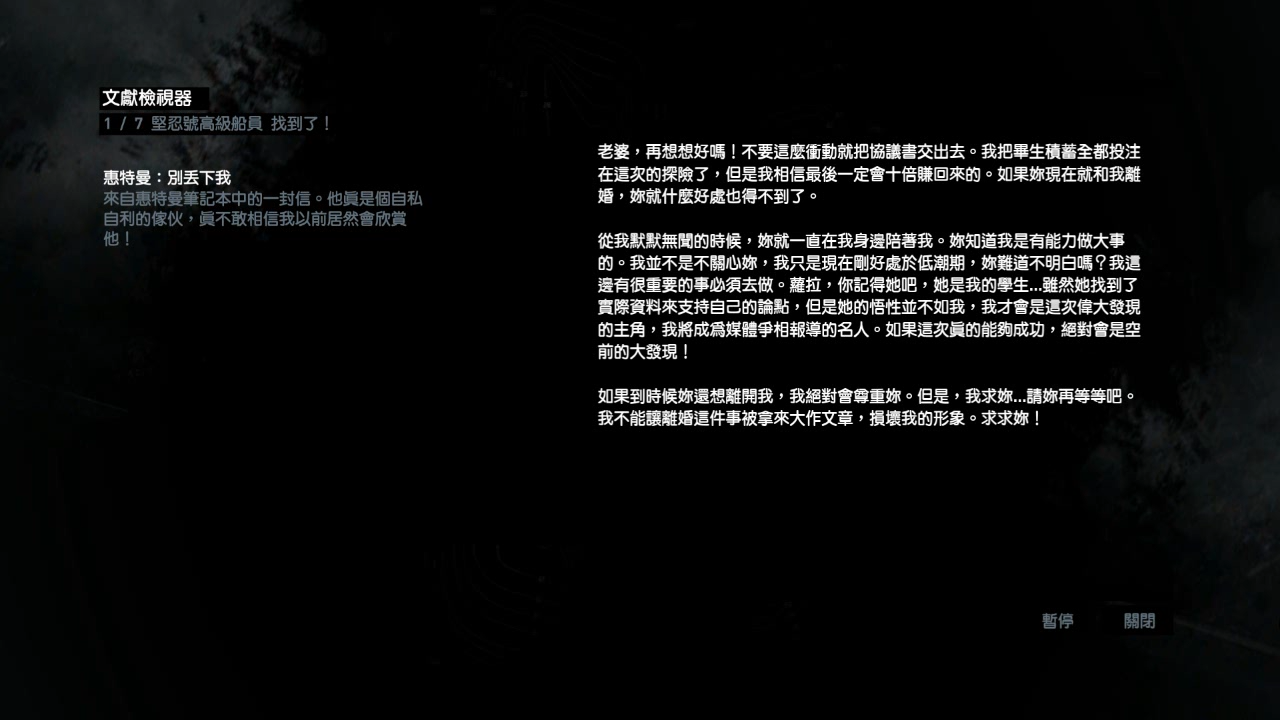 文獻檢視器
1 / 7 堅忍號高級船員 找到了！
惠特曼：別丟下我
來自惠特曼筆記本中的一封信。他眞是個自私
自利的傢伙，眞不敢相信我以前居然會欣賞
他！
老婆，再想想好嗎！不要這麼衝動就把協議書交出去。我把畢生積蓄全都投注
在這次的探險了，但是我相信最後一定會十倍賺回來的。如果妳現在就和我離
婚，妳就什麼好處也得不到了。
從我默默無聞的時候，妳就一直在我身邊陪著我。妳知道我是有能力做大事
的。我並不是不關心妳，我只是現在剛好處於低潮期，妳難道不明白嗎？我這
邊有很重要的事必須去做。蘿拉，你記得她吧，她是我的學生...雖然她找到了
實際資料來支持自己的論點，但是她的悟性並不如我，我才會是這次偉大發現
的主角，我將成爲媒體爭相報導的名人。如果這次眞的能夠成功，絕對會是空
前的大發現！
如果到時候妳還想離開我，我絕對會尊重妳。但是，我求妳...請妳再等等吧。
我不能讓離婚這件事被拿來大作文章，損壞我的形象。求求妳！
暫停
關閉